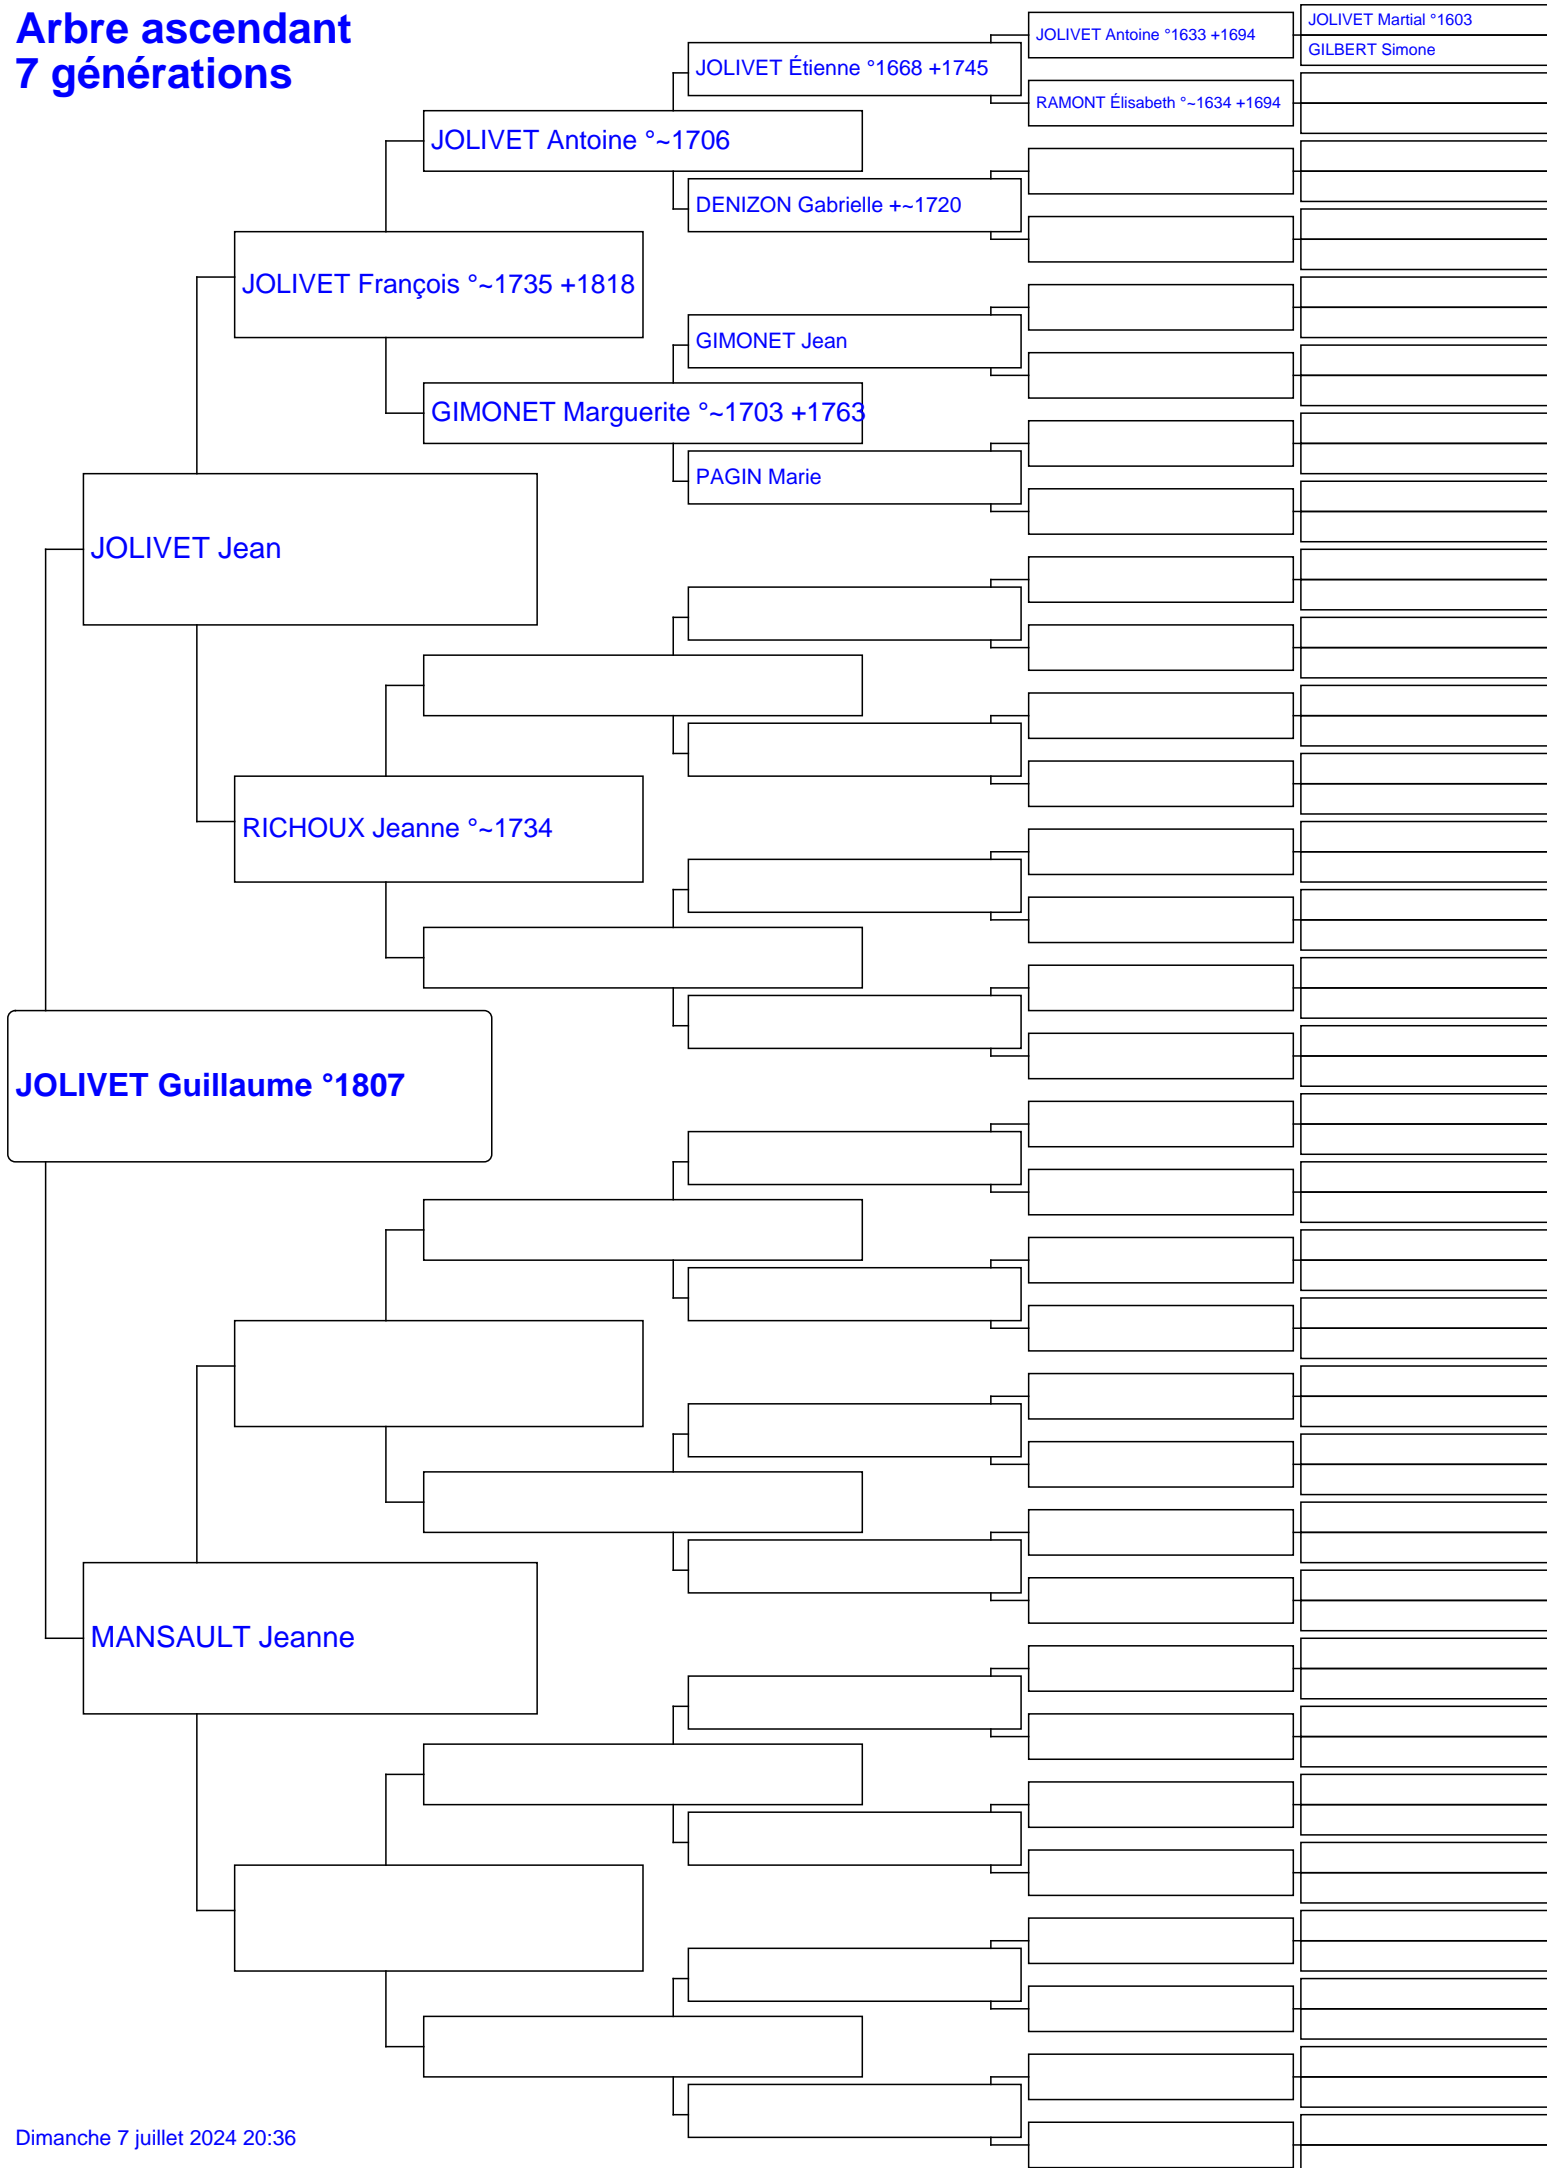 Arbre ascendant
7 générations
JOLIVET Martial °1603
GILBERT Simone
JOLIVET Antoine °1633 +1694
JOLIVET Étienne °1668 +1745
RAMONT Élisabeth °~1634 +1694
JOLIVET Antoine °~1706
DENIZON Gabrielle +~1720
JOLIVET François °~1735 +1818
GIMONET Jean
GIMONET Marguerite °~1703 +1763
PAGIN Marie
JOLIVET Jean
RICHOUX Jeanne °~1734
JOLIVET Guillaume °1807
MANSAULT Jeanne
Dimanche 7 juillet 2024 20:36